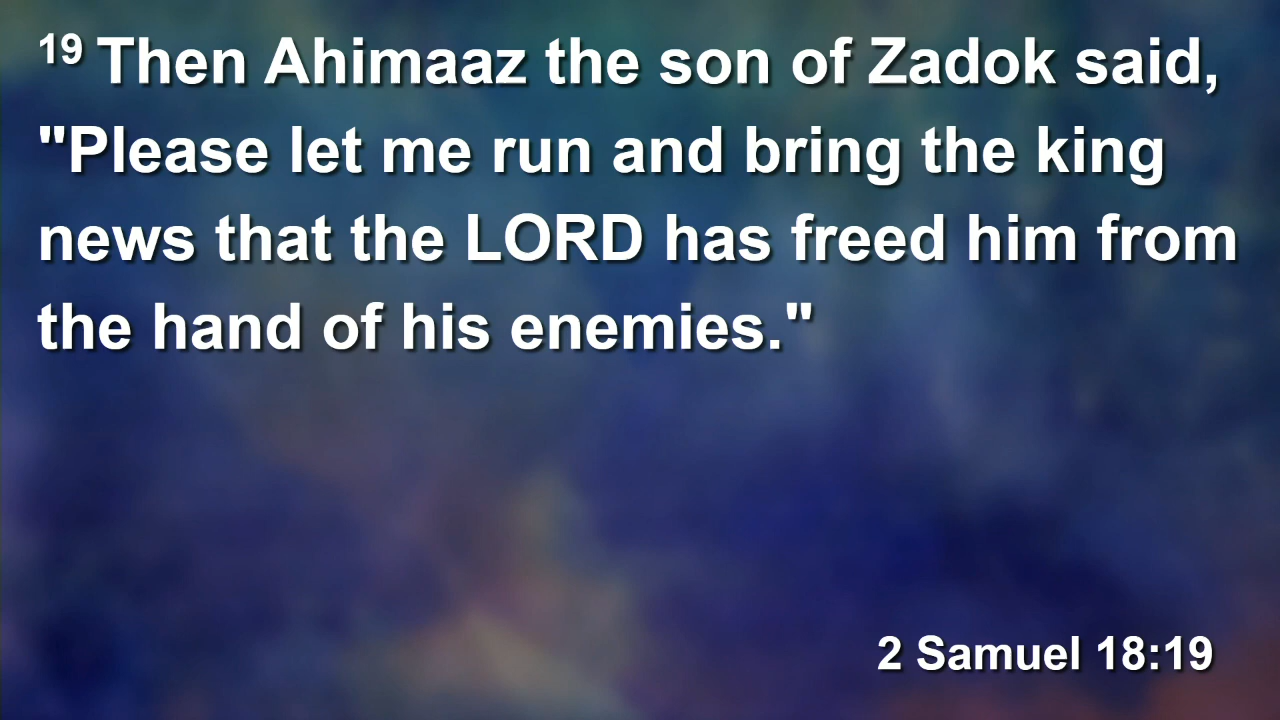 19 Then Ahimaaz the son of Zadok said,
"Please let me run and bring the king
news that the LORD has freed him from
the hand of his enemies."
2 Samuel 18:19